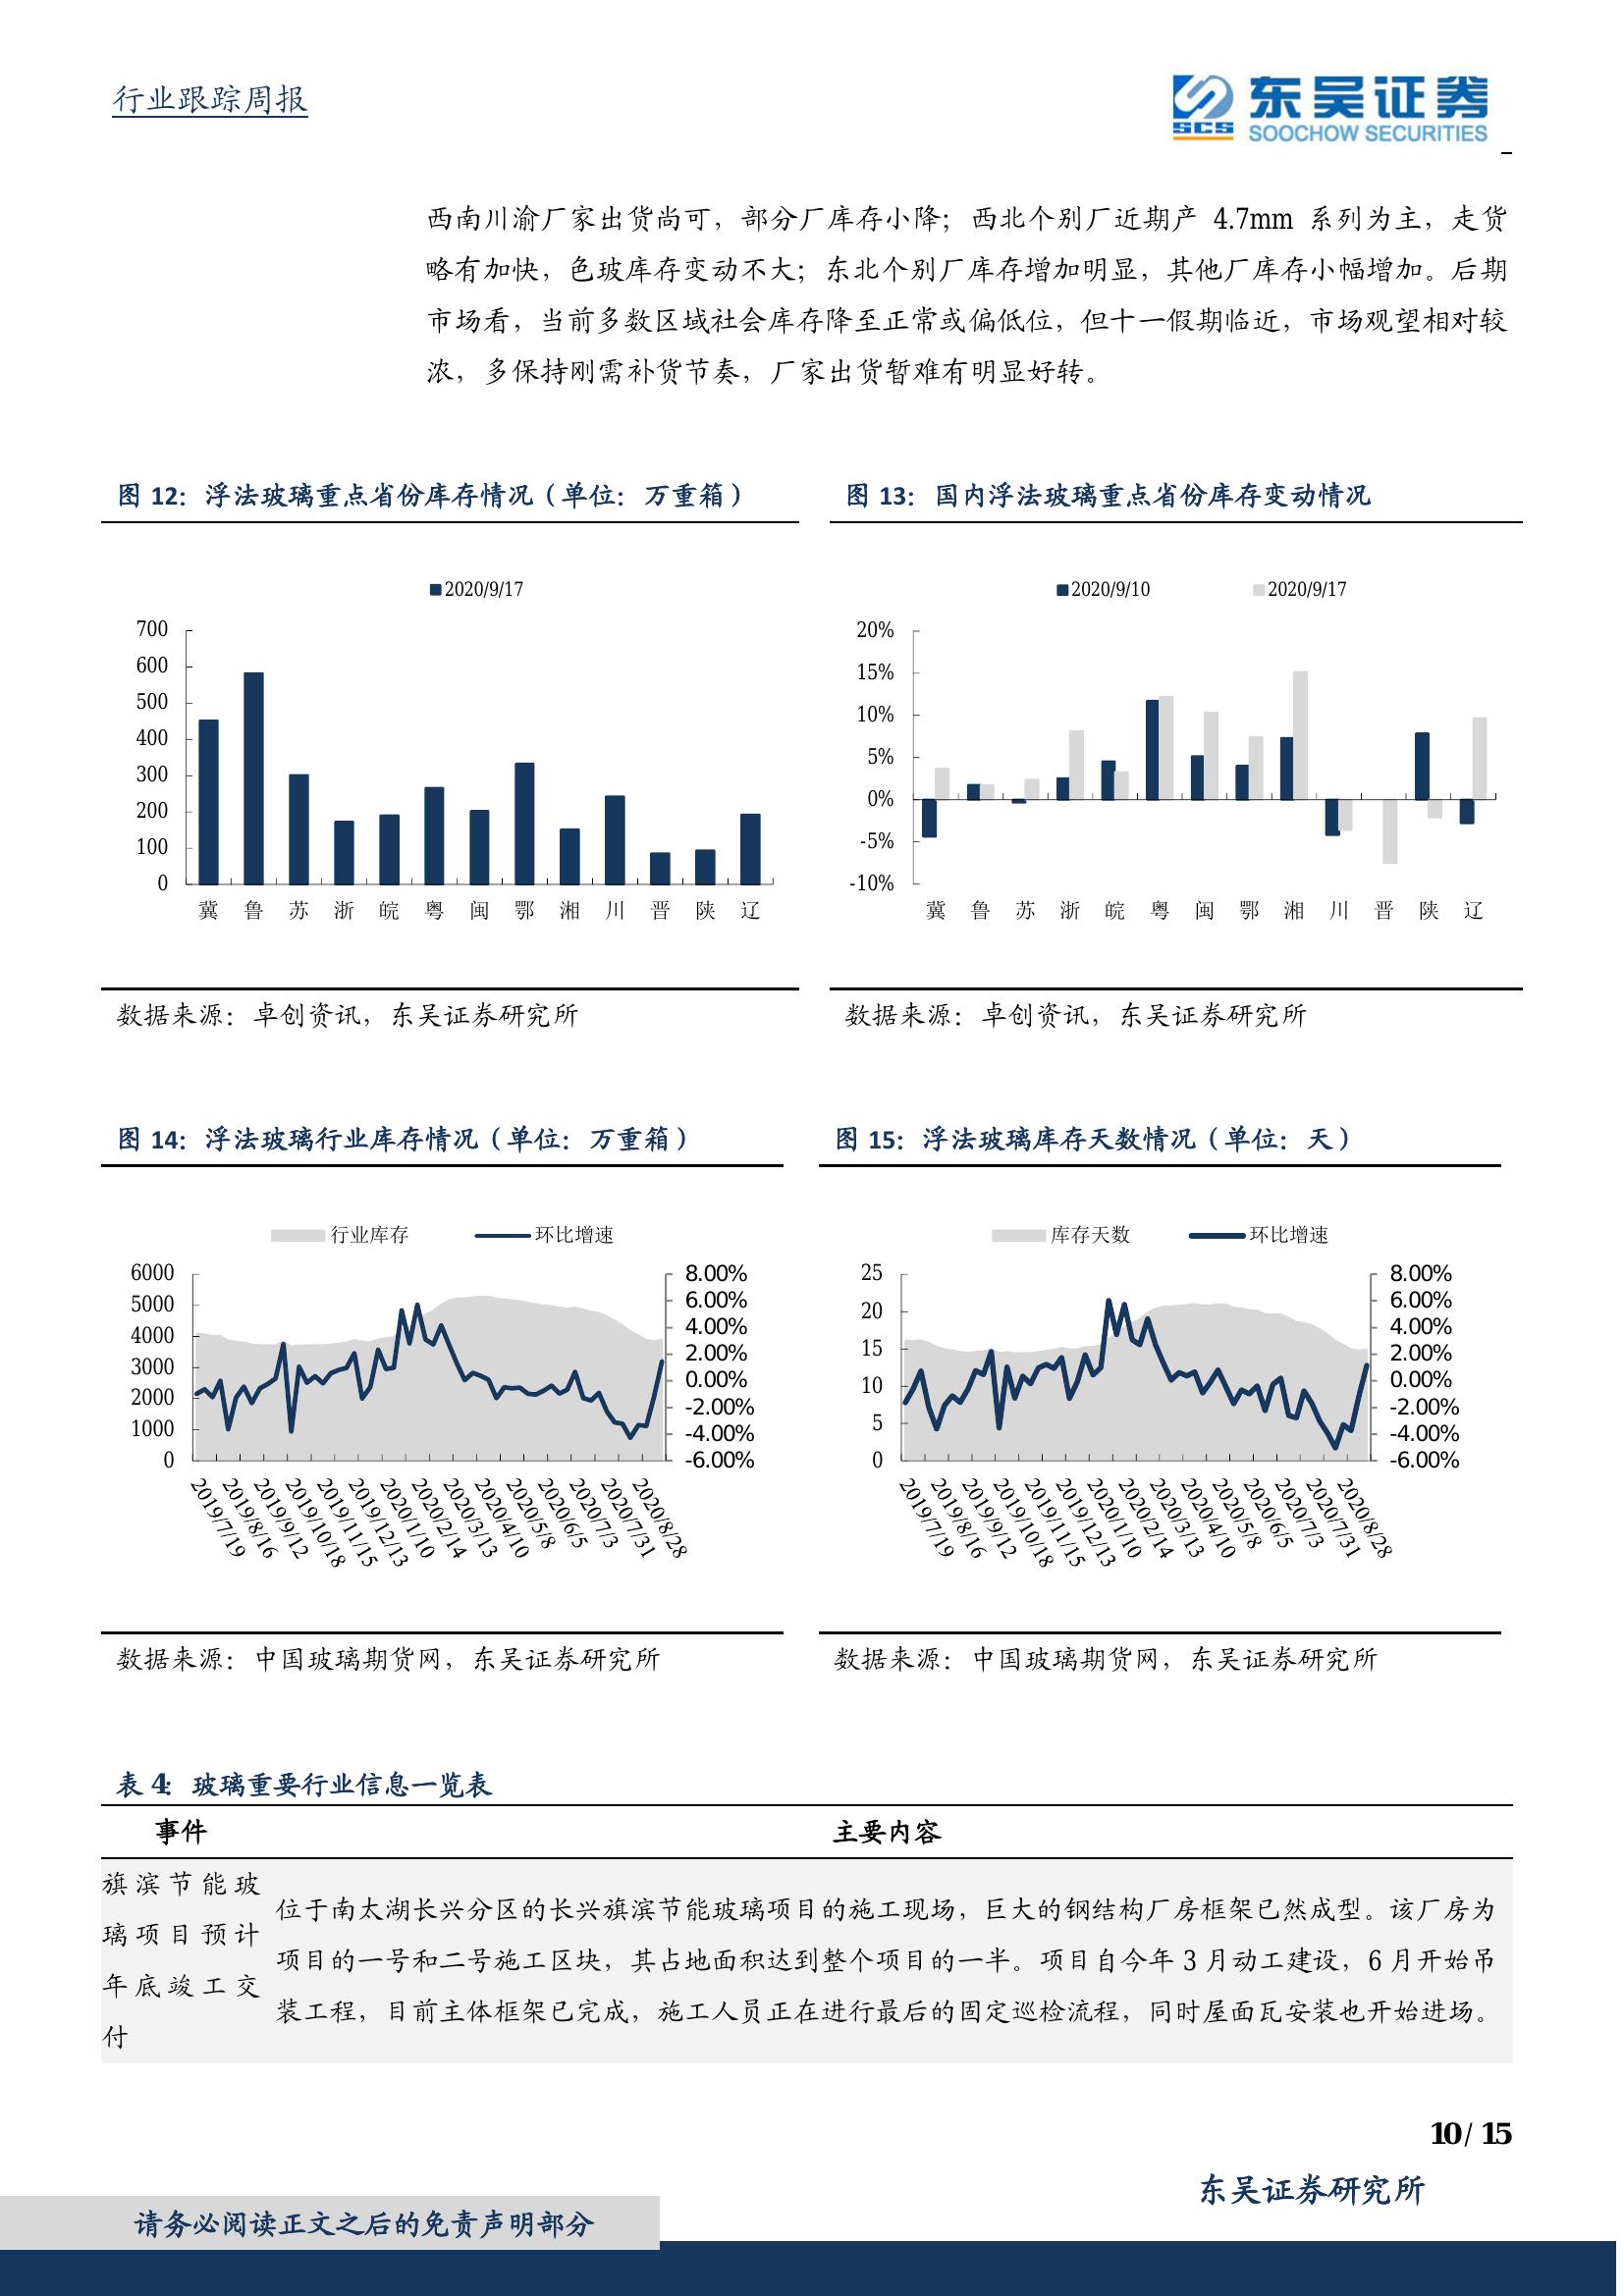 行业跟踪周报
东吴证券
SCS
SOOCHOW SECURITIES
西南川渝厂家出货尚可，部分厂库存小降；西北个别厂近期产 4.7mm 系列为主，走货
略有加快，色玻库存变动不大；东北个别厂库存增加明显，其他厂库存小幅增加。后期
市场看，当前多数区域社会库存降至正常或偏低位，但十一假期临近，市场观望相对较
浓，多保持刚需补货节奏，厂家出货暂难有明显好转。
图 12：浮法玻璃重点省份库存情况（单位：万重箱）
2020/9/17
700
600
500
400
300
200
100
0
冀 鲁 苏 浙 皖 粤 闽 鄂 湘 川 晋 陕 辽
数据来源：卓创资讯，东吴证券研究所
图 13：国内浮法玻璃重点省份库存变动情况
2020/9/10 2020/9/17
20%
15%
10%
5%
0%
-5%
-10%
冀 鲁 苏 浙 皖 粤 闽 鄂 湘 川 晋 陕 辽
数据来源：卓创资讯，东吴证券研究所
图 14：浮法玻璃行业库存情况（单位：万重箱）
行业库存 环比增速
6000 8.00%
5000 6.00%
4000 4.00%
3000 2.00%
2000 0.00%
1000 -2.00%
0 -4.00%
-6.00%
2019/7/19 2019/8/16 2019/9/12 2019/10/18 2019/11/15 2019/12/13 2020/1/10 2020/2/14 2020/3/13 2020/4/10 2020/5/8 2020/6/5 2020/7/3 2020/7/31 2020/8/28
数据来源：中国玻璃期货网，东吴证券研究所
图 15：浮法玻璃库存天数情况（单位：天）
库存天数 环比增速
25 8.00%
20 6.00%
15 4.00%
10 2.00%
5 0.00%
0 -2.00%
-4.00%
-6.00%
2019/7/19 2019/8/16 2019/9/12 2019/10/18 2019/11/15 2019/12/13 2020/1/10 2020/2/14 2020/3/13 2020/4/10 2020/5/8 2020/6/5 2020/7/3 2020/7/31 2020/8/28
数据来源：中国玻璃期货网，东吴证券研究所
表 4：玻璃重要行业信息一览表
事件 主要内容
旗滨节能玻
璃项目预计
年底竣工交
付
位于南太湖长兴分区的长兴旗滨节能玻璃项目的施工现场，巨大的钢结构厂房框架已然成型。该厂房为
项目的一号和二号施工区块，其占地面积达到整个项目的一半。项目自今年 3 月动工建设，6 月开始吊
装工程，目前主体框架已完成，施工人员正在进行最后的固定巡检流程，同时屋面瓦安装也开始进场。
10 / 15
东吴证券研究所
请务必阅读正文之后的免责声明部分